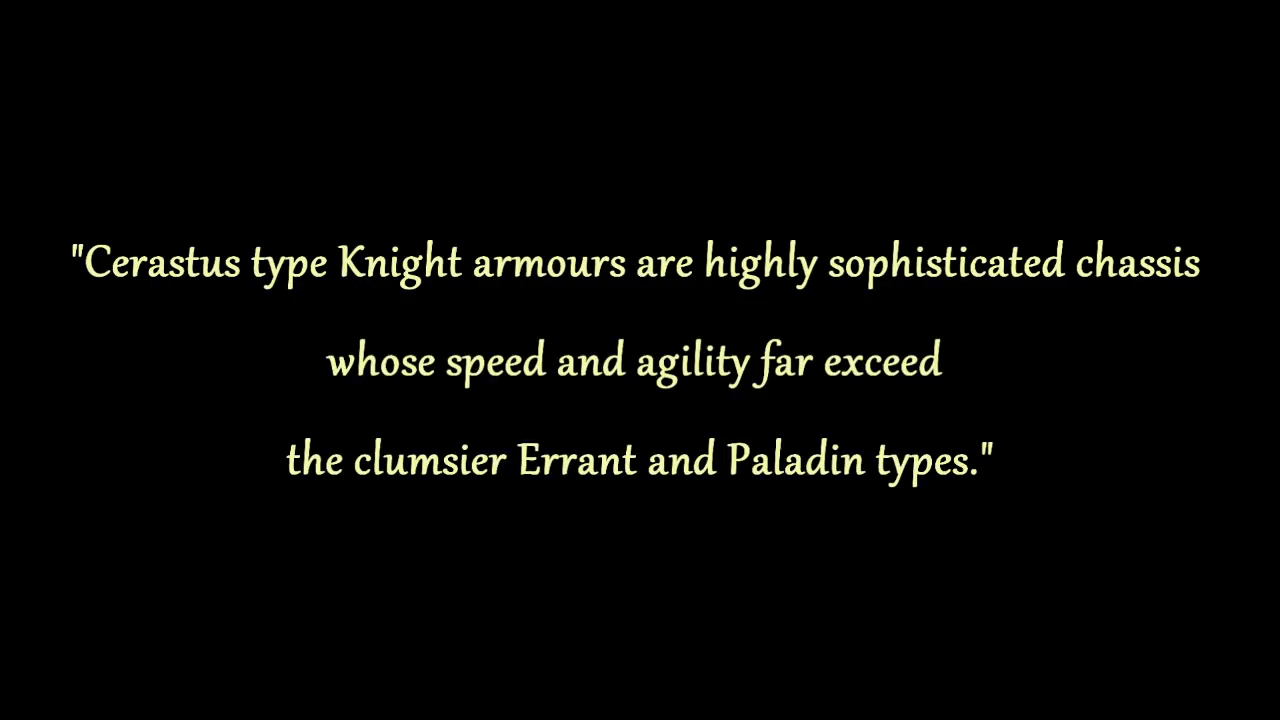 "Cerastus type Knight armours are highly sophisticated chassis
whose speed and agility far exceed
the clumsier Errant and Paladin types."